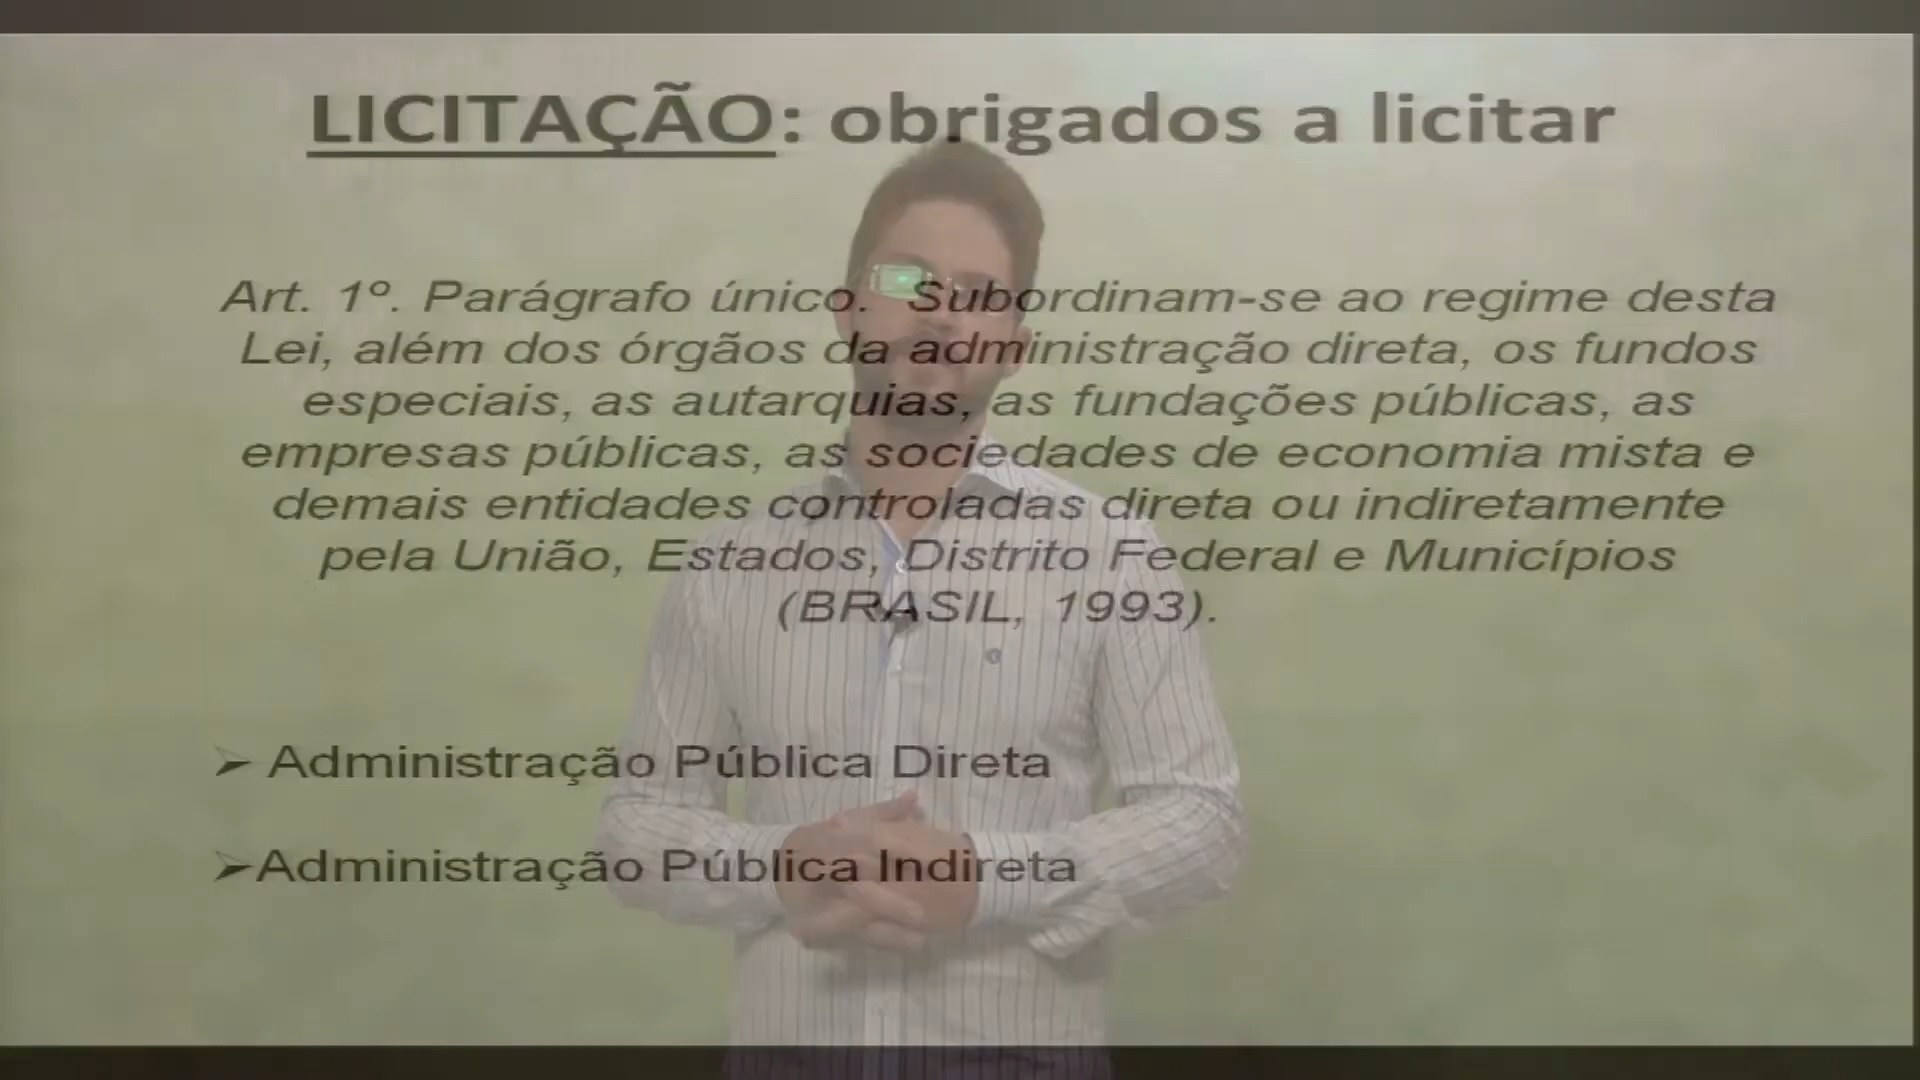 LICITAÇÃO: obrigados a licitar
Art. 1º. Parágrafo único. Subordinam-se ao regime desta
Lei, além dos órgãos da administração direta, os fundos
especiais, as autarquias, as fundações públicas, as
empresas públicas, as sociedades de economia mista e
demais entidades controladas direta ou indiretamente
pela União, Estados, Distrito Federal e Municípios
(BRASIL, 1993).
➢ Administração Pública Direta
➢Administração Pública Indireta